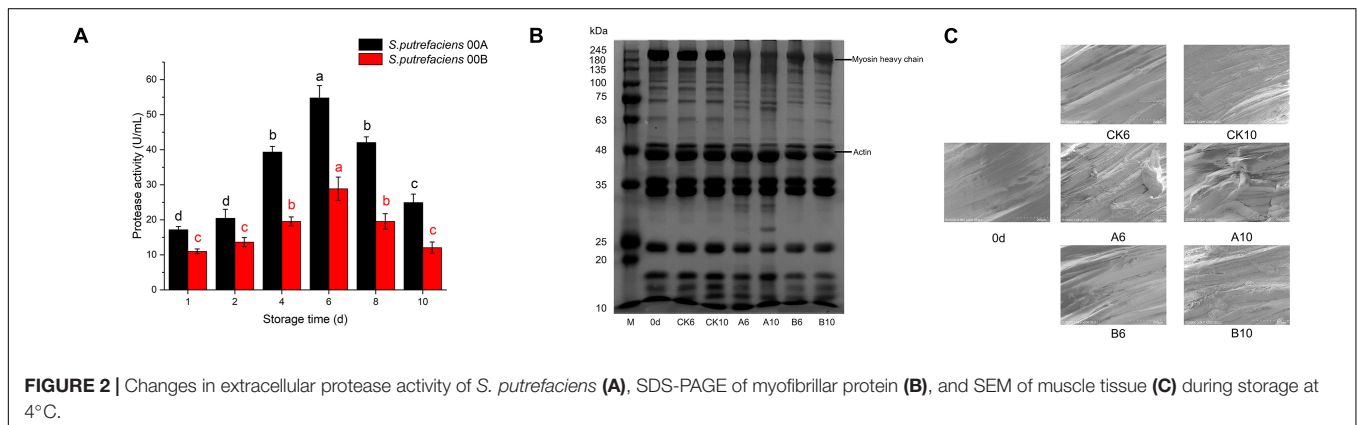 A
S.putrefaciens 00A
S.putrefaciens 00B
Protease activity (U/mL)
60
50
40
30
20
10
0
d
c
d
c
b
b
a
a
b
b
c
c
1 2 4 6 8 10
Storage time (d)
B
kDa
245
180
135
100
75
63
48
35
25
20
10
Myosin heavy chain
Actin
M 0d CK6 CK10 A6 A10 B6 B10
C
CK6 CK10
0d A6 A10
B6 B10
FIGURE 2 | Changes in extracellular protease activity of S. putrefaciens (A), SDS-PAGE of myofibrillar protein (B), and SEM of muscle tissue (C) during storage at
4°C.